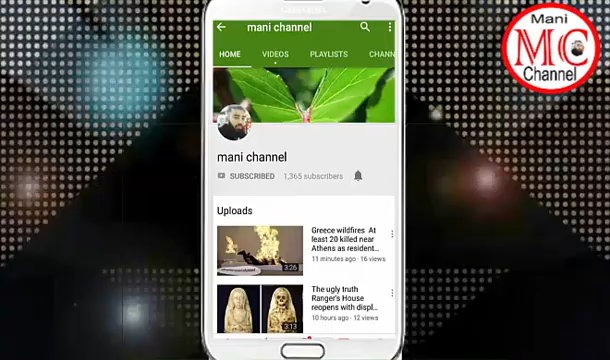 SAMSUNG
mani channel
HOME VIDEOS PLAYLISTS CHANN
mani channel
SUBSCRIBED 1,365 subscribers
Uploads
Greece wildfires At
least 20 killed near
Athens as resident...
11 minutes ago · 16 views
3:26
The ugly truth
Ranger's House
reopens with displ...
10 hours ago · 12 views
3:13
Mani
MC
Channel